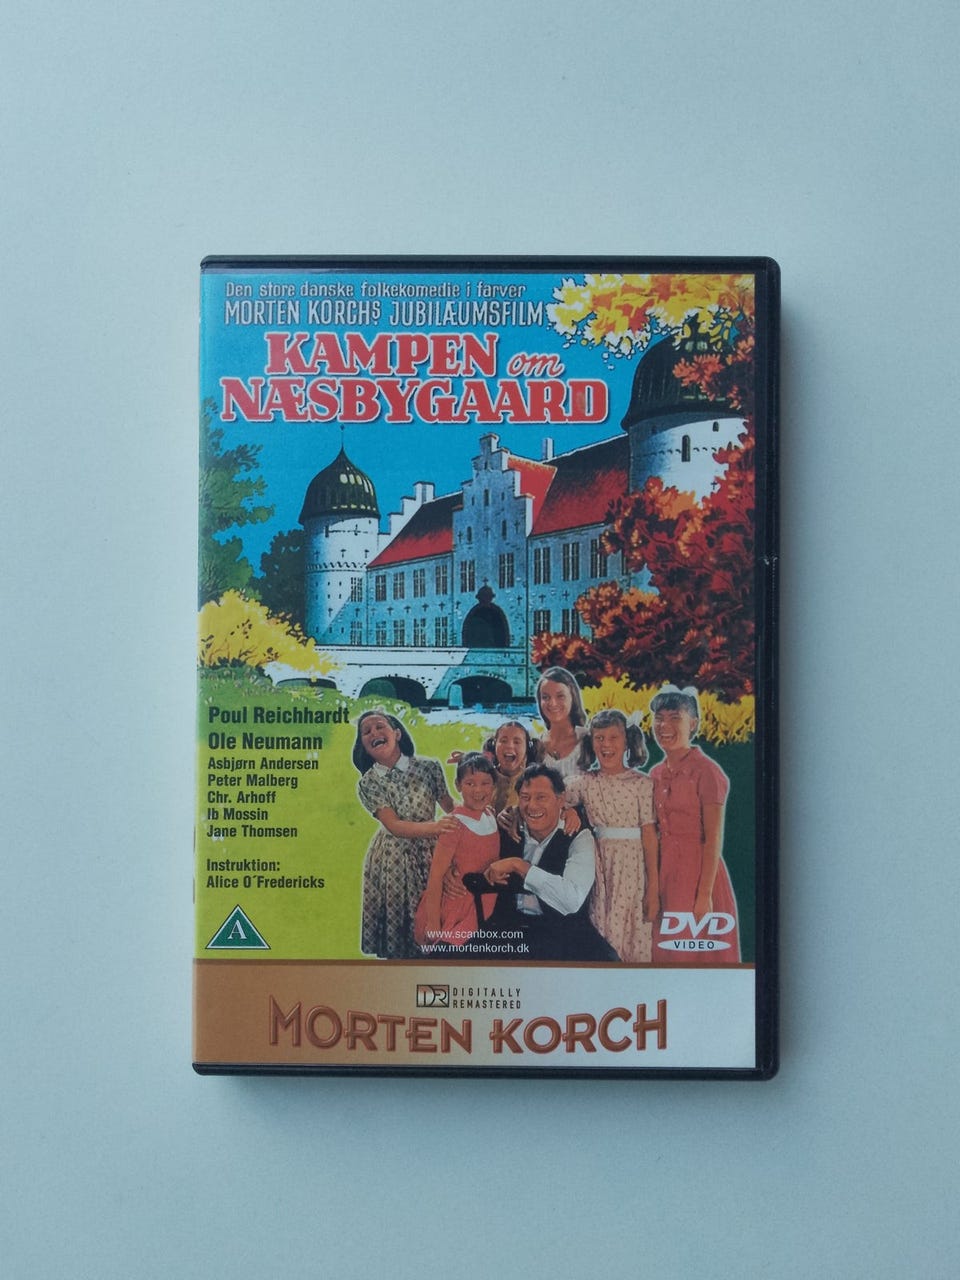 Den store danske folkekomedie i farver
MORTEN KORCHs JUBILÆUMSFILM
KAMPEN om
NÆSBYGAARD
Poul Reichhardt
Ole Neumann
Asbjørn Andersen
Peter Malberg
Chr. Arhoff
Ib Mossin
Jane Thomsen
Instruktion:
Alice O´Fredericks
A
www.scanbox.com
www.mortenkorch.dk
DVD
VIDEO
DR DIGITALLY
REMASTERED
MORTEN KORCH